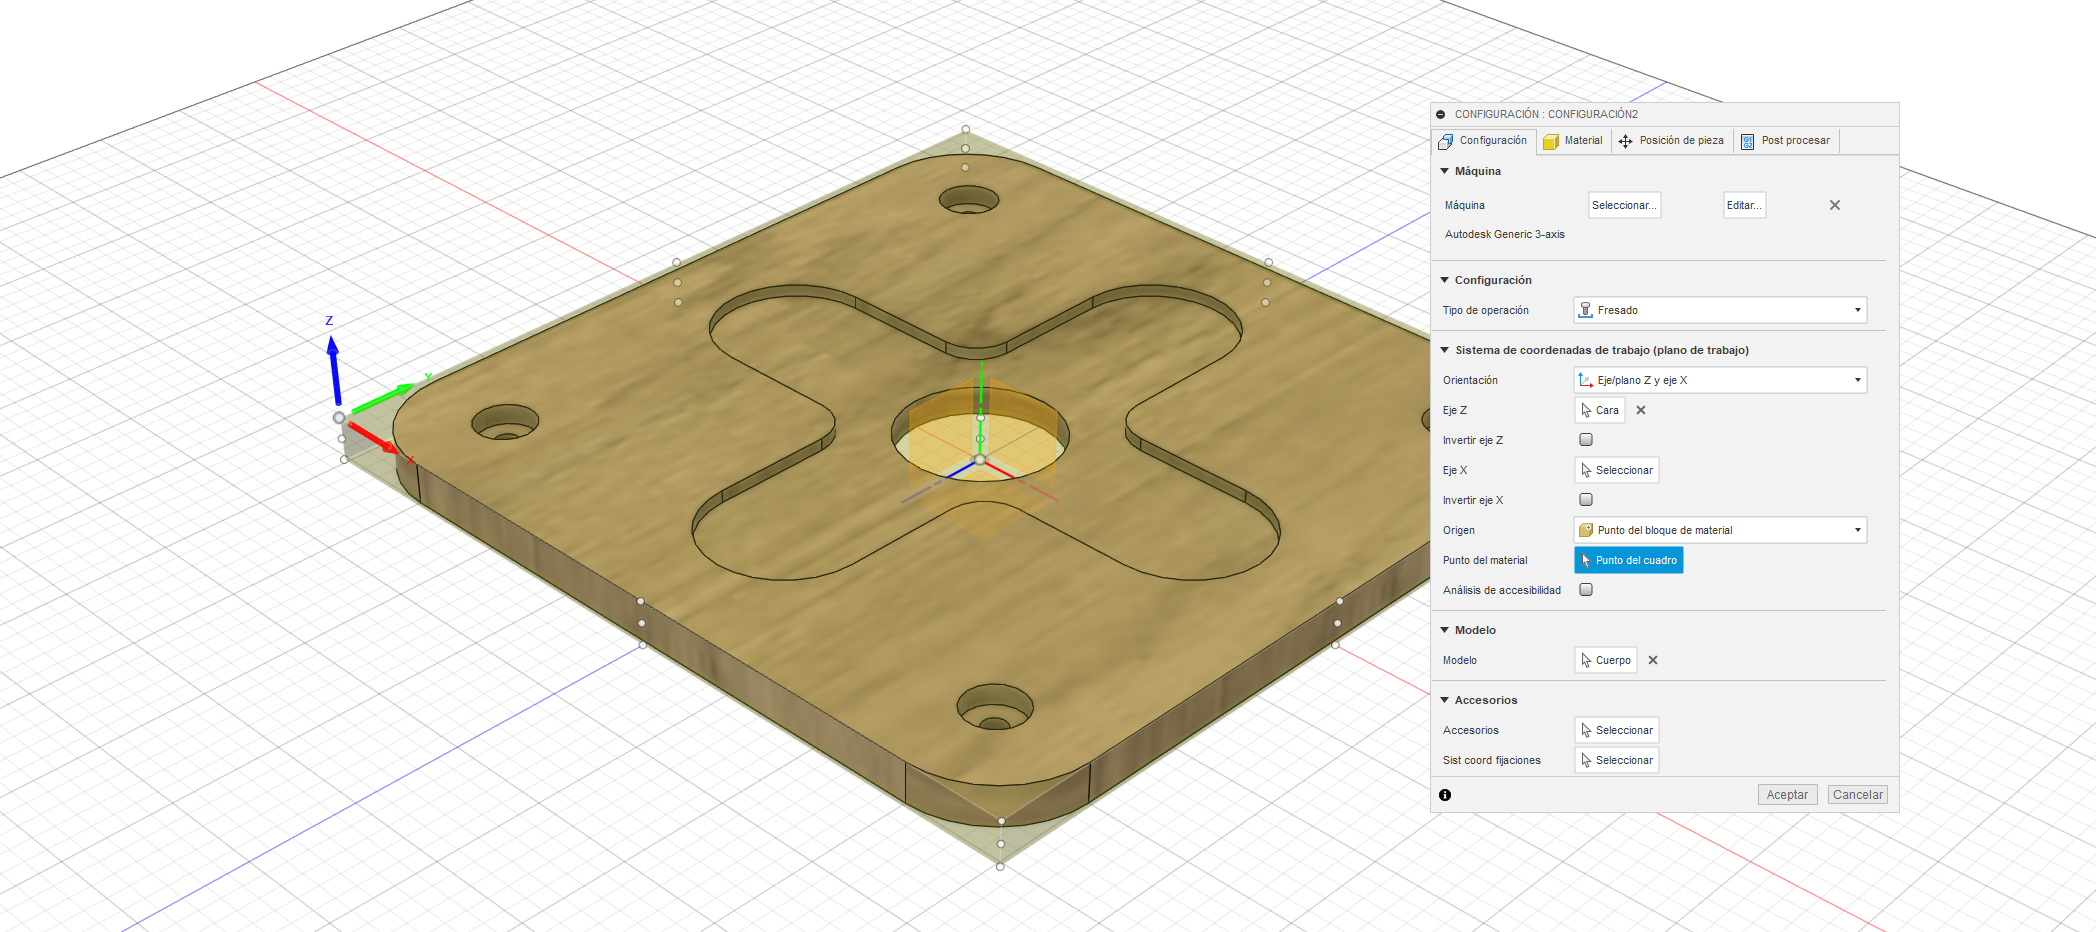 CONFIGURACIÓN : CONFIGURACIÓN2
Configuración Material Posición de pieza Post procesar
Máquina
Máquina Seleccionar... Editar...
Autodesk Generic 3-axis
Configuración
Tipo de operación Fresado
Sistema de coordenadas de trabajo (plano de trabajo)
Orientación Eje/plano Z y eje X
Eje Z Cara
Invertir eje Z
Eje X Seleccionar
Invertir eje X
Origen Punto del bloque de material
Punto del material Punto del cuadro
Análisis de accesibilidad
Modelo
Modelo Cuerpo
Accesorios
Accesorios Seleccionar
Sist coord fijaciones Seleccionar
Aceptar Cancelar
Z
Y
X